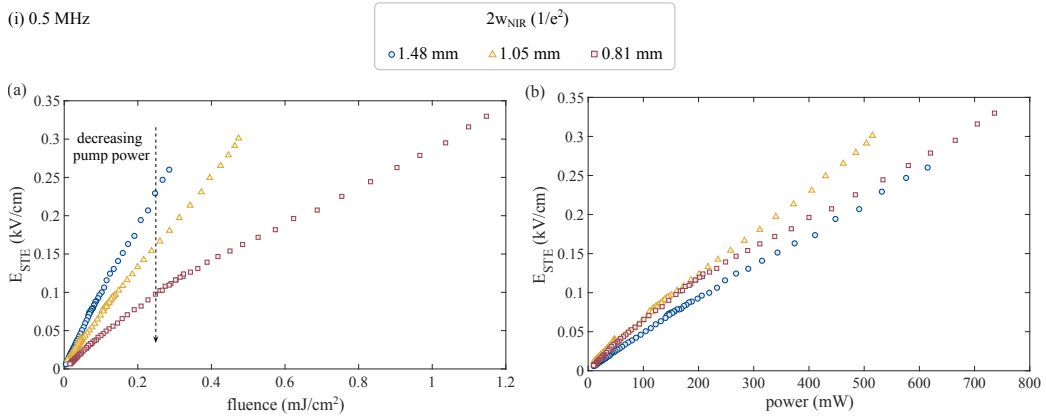 (i) 0.5 MHz
2w_NIR (1/e²)
1.48 mm 1.05 mm 0.81 mm
(a)
0.35
0.3
0.25
0.2
0.15
0.1
0.05
0
E_STE (kV/cm)
decreasing
pump power
0 0.2 0.4 0.6 0.8 1 1.2
fluence (mJ/cm²)
(b)
0.35
0.3
0.25
0.2
0.15
0.1
0.05
0
E_STE (kV/cm)
0 100 200 300 400 500 600 700 800
power (mW)